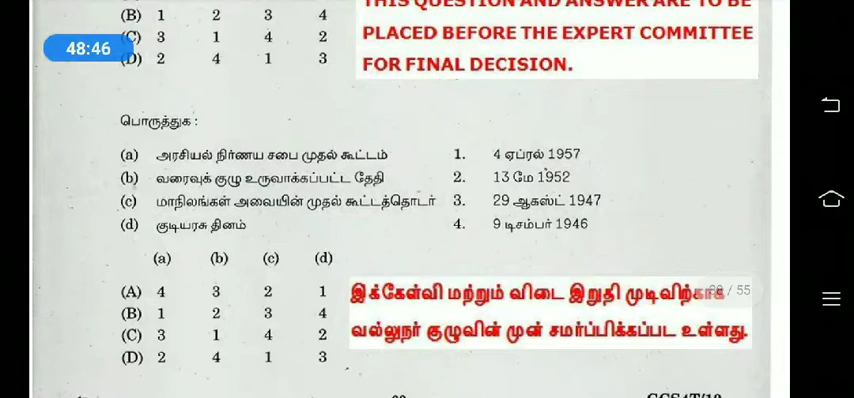 (B) 1 2 3 4
PLACED BEFORE THE EXPERT COMMITTEE
(C) 3 1 4 2
48:46
(D) 2 4 1 3
FOR FINAL DECISION.
பொருத்துக :
(a) அரசியல் நிர்ணய சபை முதல் கூட்டம் 1. 4 ஏப்ரல் 1957
(b) வரைவுக் குழு உருவாக்கப்பட்ட தேதி 2. 13 மே 1952
(c) மாநிலங்கள் அவையின் முதல் கூட்டத்தொடர் 3. 29 ஆகஸ்ட் 1947
(d) குடியரசு தினம் 4. 9 டிசம்பர் 1946
(a) (b) (c) (d)
(A) 4 3 2 1
இக்கேள்வி மற்றும் விடை இறுதி முடிவிற்காக
/ 55
(B) 1 2 3 4
(C) 3 1 4 2
வல்லுநர் குழுவின் முன் சமர்ப்பிக்கப்பட உள்ளது.
(D) 2 4 1 3